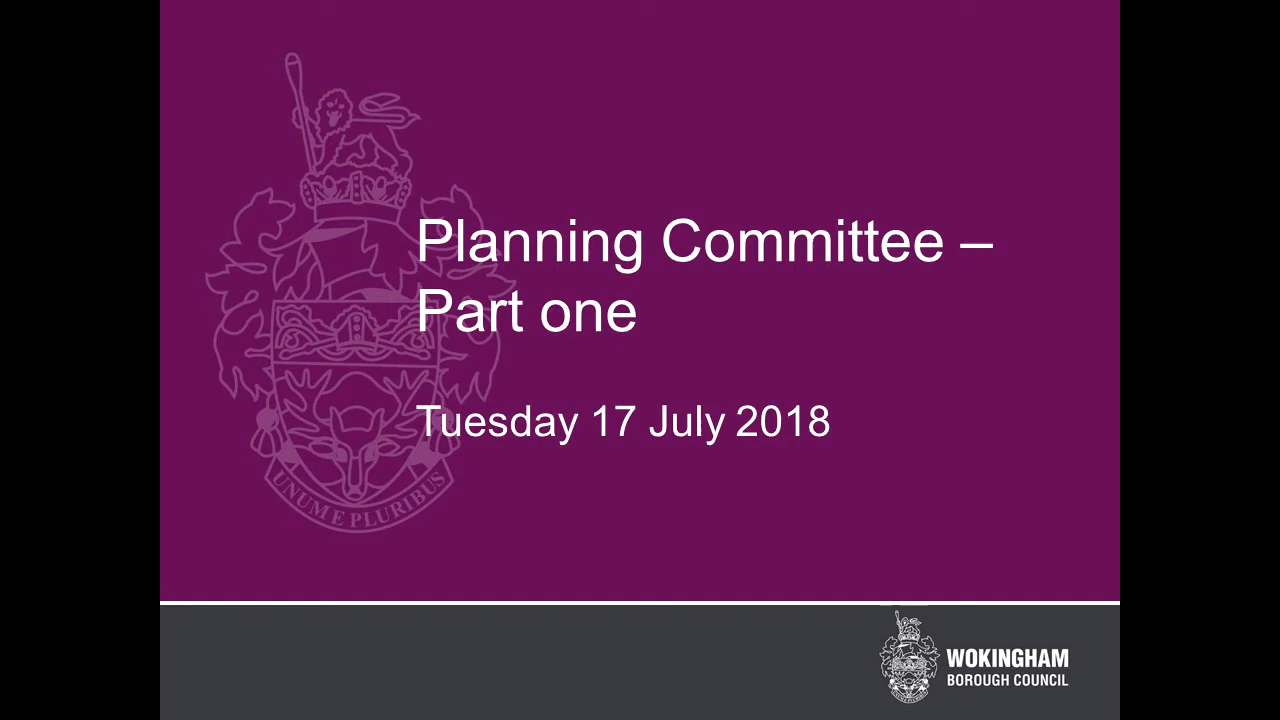 Planning Committee –
Part one
Tuesday 17 July 2018
UNUM E PLURIBUS
WOKINGHAM
BOROUGH COUNCIL